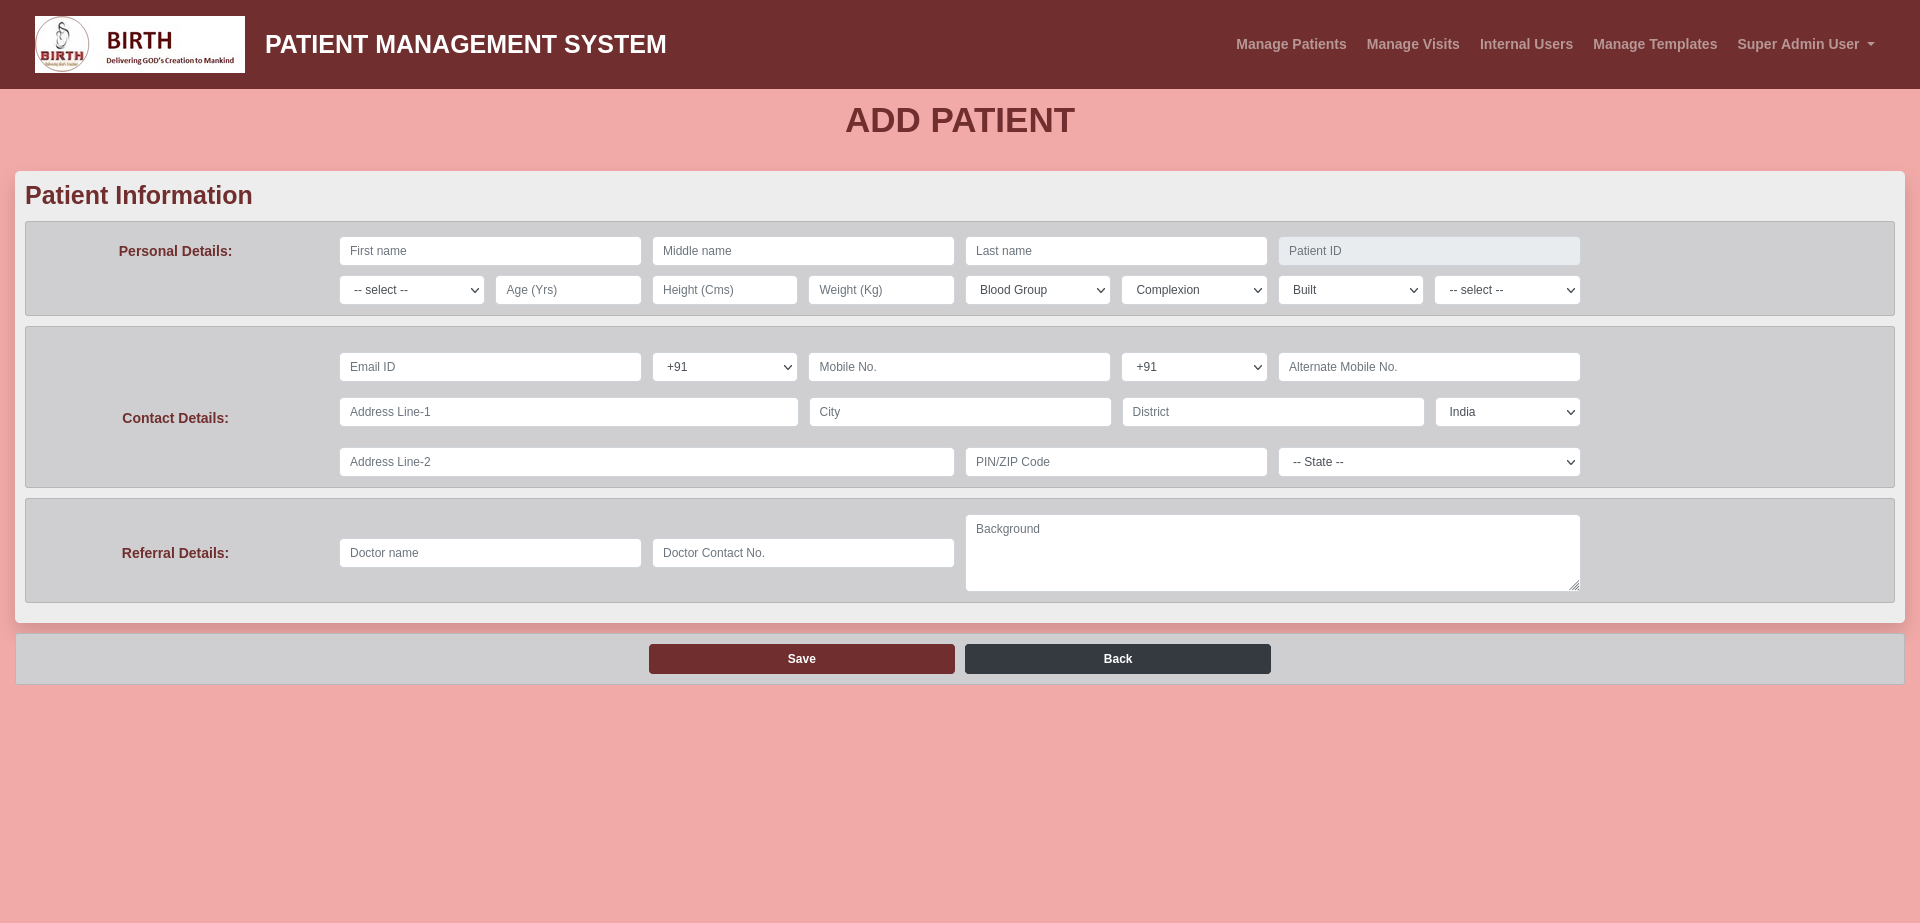 BIRTH
BIRTH
Delivering GOD's Creation to Mankind
PATIENT MANAGEMENT SYSTEM
Manage Patients
Manage Visits
Internal Users
Manage Templates
Super Admin User
ADD PATIENT
Patient Information
Personal Details:
First name
Middle name
Last name
Patient ID
-- select --
Age (Yrs)
Height (Cms)
Weight (Kg)
Blood Group
Complexion
Built
-- select --
Email ID
+91
Mobile No.
+91
Alternate Mobile No.
Contact Details:
Address Line-1
City
District
India
Address Line-2
PIN/ZIP Code
-- State --
Referral Details:
Doctor name
Doctor Contact No.
Background
Save
Back